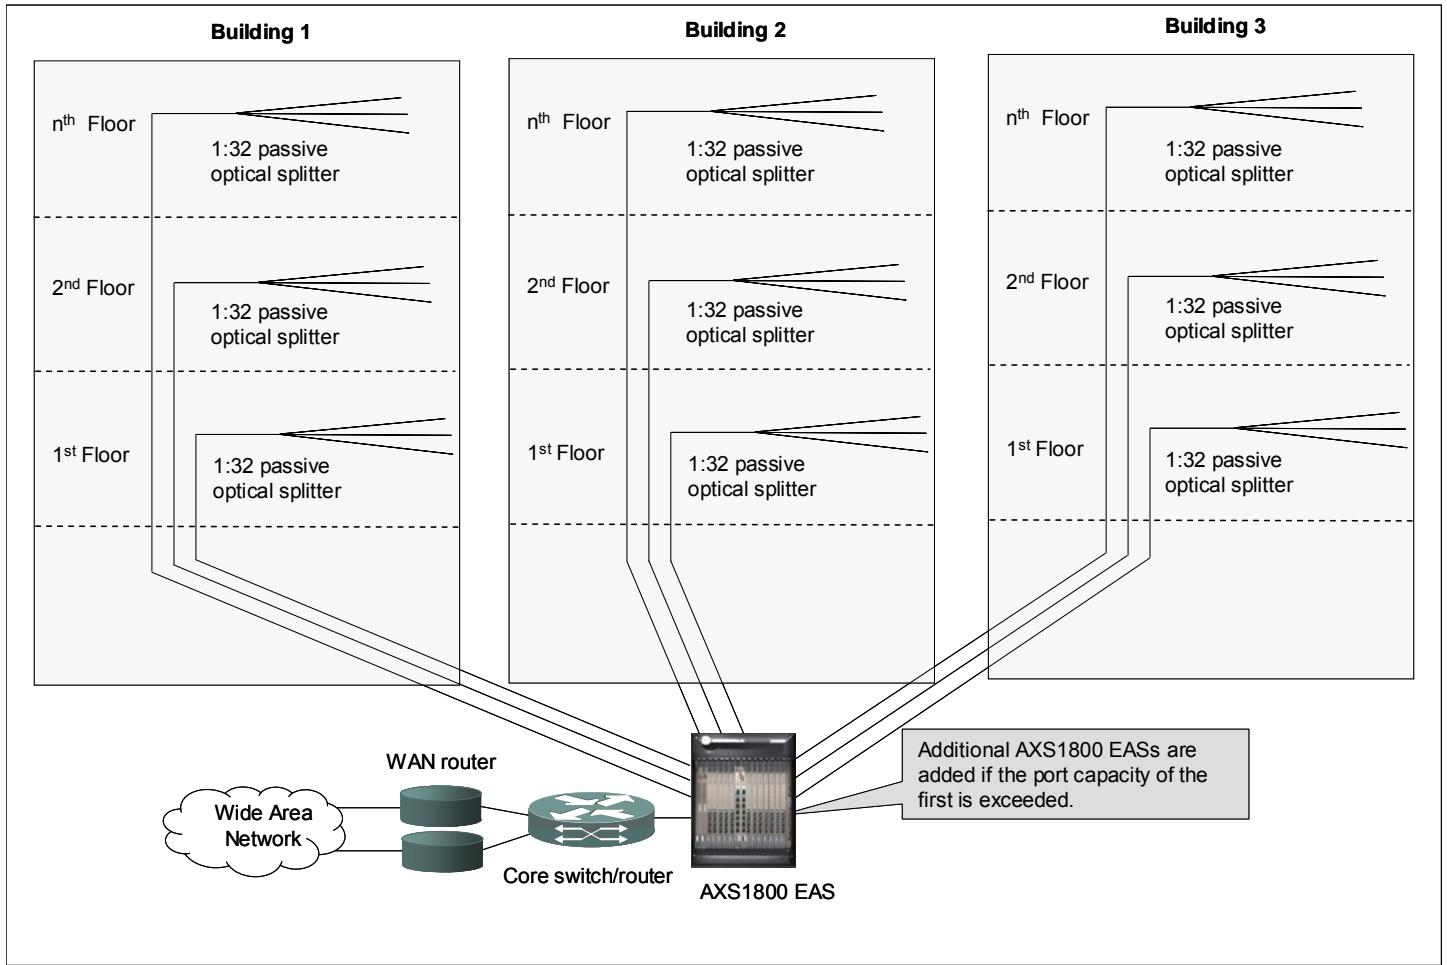 Building 1
Building 2
Building 3
nth Floor
1:32 passive
optical splitter
2nd Floor
1:32 passive
optical splitter
1st Floor
1:32 passive
optical splitter
nth Floor
1:32 passive
optical splitter
2nd Floor
1:32 passive
optical splitter
1st Floor
1:32 passive
optical splitter
nth Floor
1:32 passive
optical splitter
2nd Floor
1:32 passive
optical splitter
1st Floor
1:32 passive
optical splitter
Wide Area
Network
WAN router
Core switch/router
AXS1800 EAS
Additional AXS1800 EASs are
added if the port capacity of the
first is exceeded.